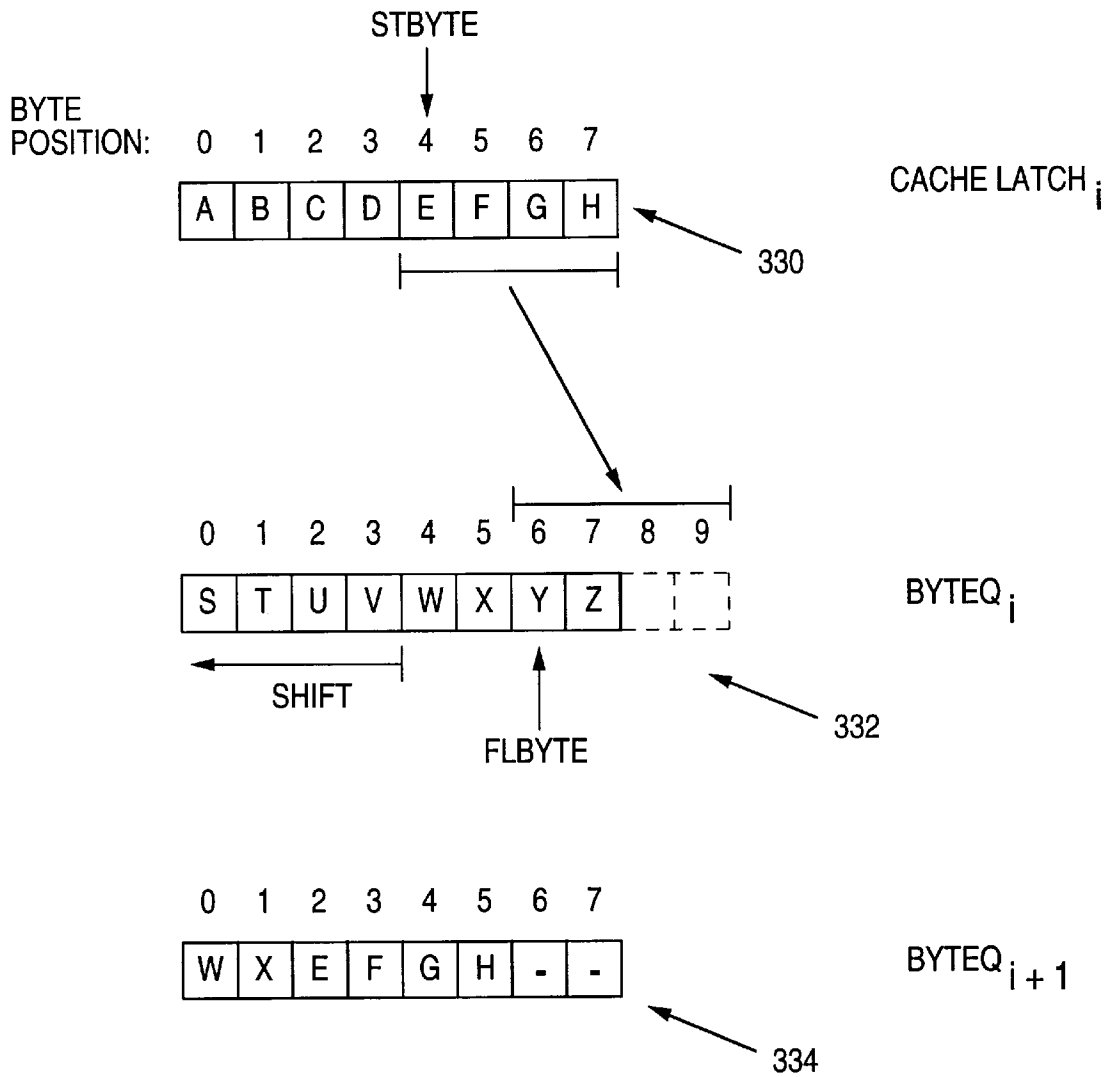 STBYTE
BYTE
POSITION: 0 1 2 3 4 5 6 7
A B C D E F G H
CACHE LATCH i
330
0 1 2 3 4 5 6 7 8 9
S T U V W X Y Z
BYTEQ i
SHIFT
332
FLBYTE
0 1 2 3 4 5 6 7
W X E F G H - -
BYTEQ i + 1
334